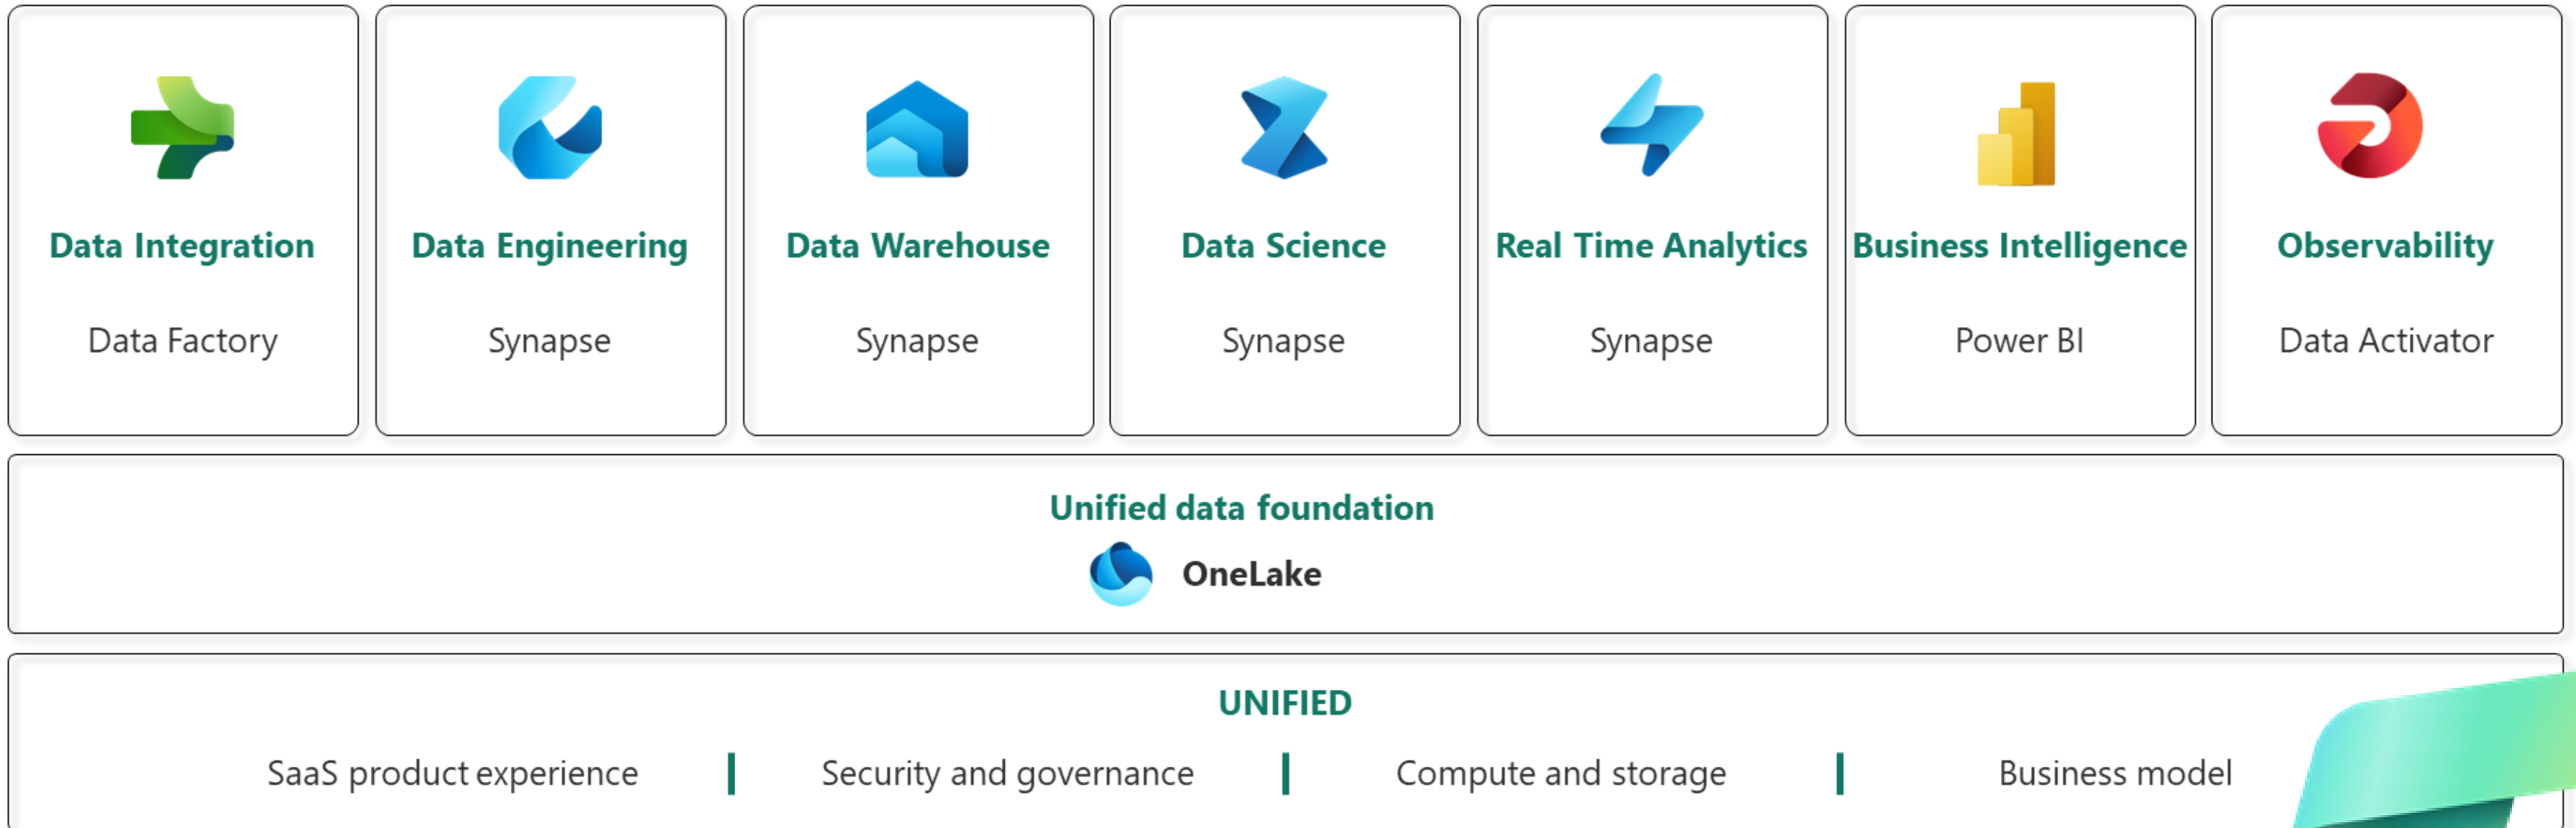 Data Integration
Data Factory
Data Engineering
Synapse
Data Warehouse
Synapse
Data Science
Synapse
Real Time Analytics
Synapse
Business Intelligence
Power BI
Observability
Data Activator
Unified data foundation
OneLake
UNIFIED
SaaS product experience
Security and governance
Compute and storage
Business model